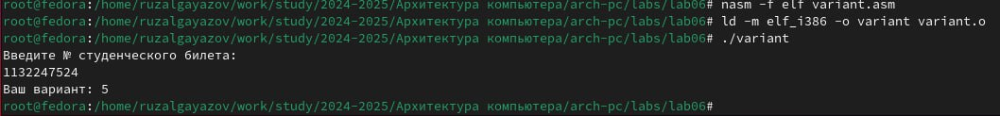 root@fedora:/home/ruzalgayazov/work/study/2024-2025/Архитектура компьютера/arch-pc/labs/lab06# nasm -f elf variant.asm
root@fedora:/home/ruzalgayazov/work/study/2024-2025/Архитектура компьютера/arch-pc/labs/lab06# ld -m elf_i386 -o variant variant.o
root@fedora:/home/ruzalgayazov/work/study/2024-2025/Архитектура компьютера/arch-pc/labs/lab06# ./variant
Введите № студенческого билета:
1132247524
Ваш вариант: 5
root@fedora:/home/ruzalgayazov/work/study/2024-2025/Архитектура компьютера/arch-pc/labs/lab06#